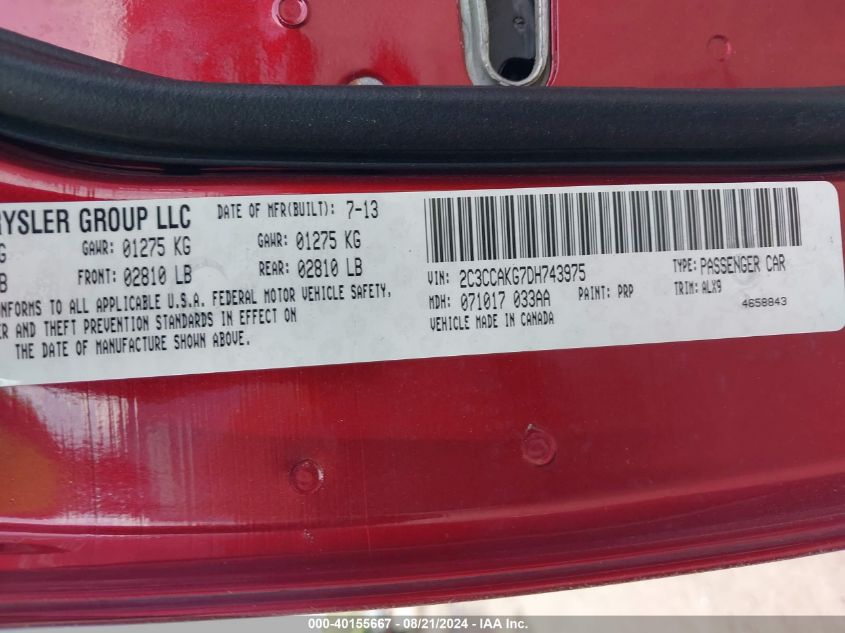 RYSLER GROUP LLC DATE OF MFR(BUILT): 7-13
G GAWR: 01275 KG GAWR: 01275 KG
B FRONT: 02810 LB REAR: 02810 LB
NFORMS TO ALL APPLICABLE U.S.A. FEDERAL MOTOR VEHICLE SAFETY,
ER AND THEFT PREVENTION STANDARDS IN EFFECT ON
THE DATE OF MANUFACTURE SHOWN ABOVE.
VIN: 2C3CCAKG7DH743975 TYPE: PASSENGER CAR
MDH: 071017 033AA PAINT: PRP TRIM: ALX9
VEHICLE MADE IN CANADA 4658843
000-40155667 - 08/21/2024 - IAA Inc.